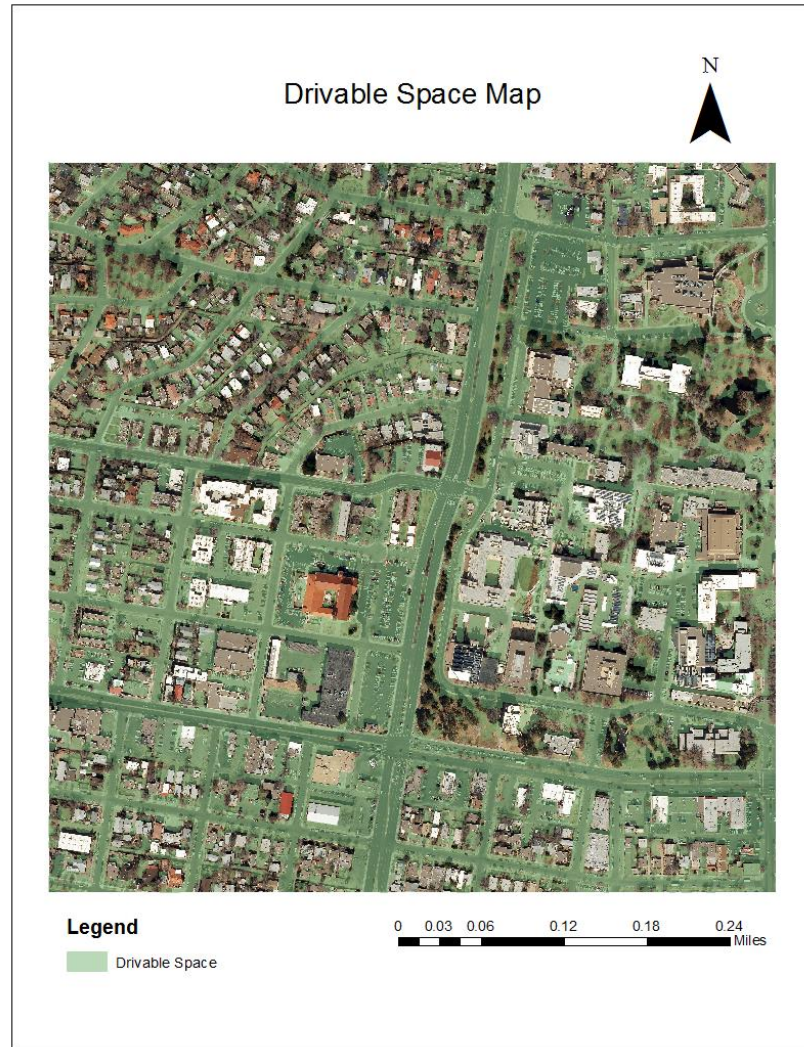 N
Drivable Space Map
Legend
Drivable Space
0 0.03 0.06 0.12 0.18 0.24
Miles